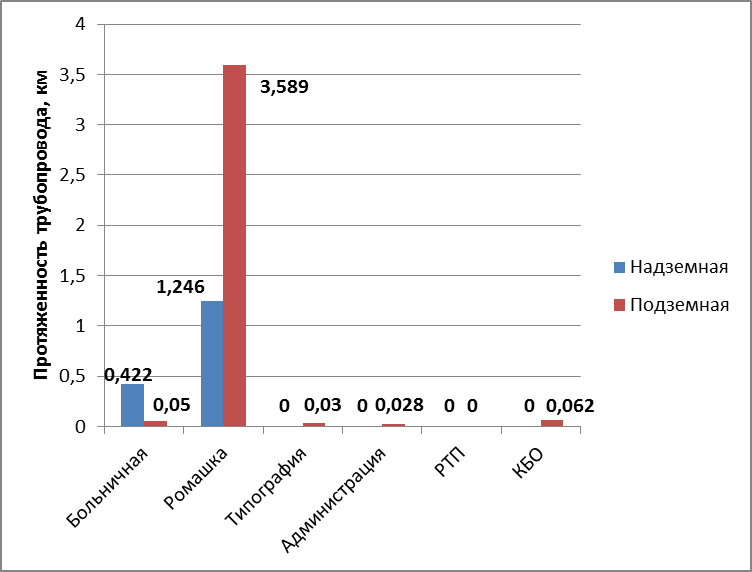 Протяженность трубопровода, км
4
3,5
3
2,5
2
1,5
1
0,5
0
0,422
0,05
1,246
3,589
0
0,03
0
0,028
0
0
0
0,062
Больничная
Ромашка
Типография
Администрация
РТП
КБО
Надземная
Подземная